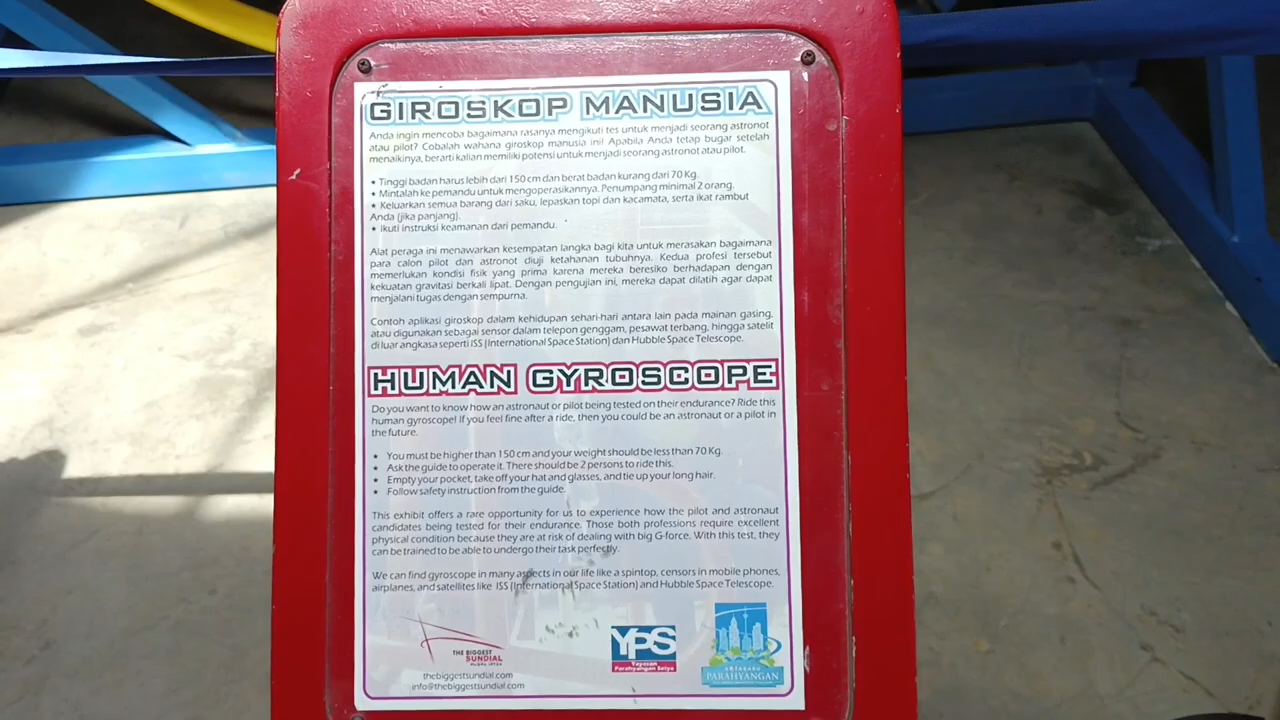 GIROSKOP MANUSIA
Anda ingin mencoba bagaimana rasanya mengikuti tes untuk menjadi seorang astronot
atau pilot? Cobalah wahana giroskop manusia ini! Apabila Anda tetap bugar setelah
menaikinya, berarti kalian memiliki potensi untuk menjadi seorang astronot atau pilot.
• Tinggi badan harus lebih dari 150 cm dan berat badan kurang dari 70 Kg.
• Mintalah ke pemandu untuk mengoperasikannya. Penumpang minimal 2 orang.
• Keluarkan semua barang dari saku, lepaskan topi dan kacamata, serta ikat rambut
Anda (jika panjang).
• Ikuti instruksi keamanan dari pemandu.
Alat peraga ini menawarkan kesempatan langka bagi kita untuk merasakan bagaimana
para calon pilot dan astronot diuji ketahanan tubuhnya. Kedua profesi tersebut
memerlukan kondisi fisik yang prima karena mereka beresiko berhadapan dengan
kekuatan gravitasi berkali lipat. Dengan pengujian ini, mereka dapat dilatih agar dapat
menjalani tugas dengan sempurna.
Contoh aplikasi giroskop dalam kehidupan sehari-hari antara lain pada mainan gasing,
atau digunakan sebagai sensor dalam telepon genggam, pesawat terbang, hingga satelit
di luar angkasa seperti ISS (International Space Station) dan Hubble Space Telescope.
HUMAN GYROSCOPE
Do you want to know how an astronaut or pilot being tested on their endurance? Ride this
human gyroscope! If you feel fine after a ride, then you could be an astronaut or a pilot in
the future.
• You must be higher than 150 cm and your weight should be less than 70 Kg.
• Ask the guide to operate it. There should be 2 persons to ride this.
• Empty your pocket, take off your hat and glasses, and tie up your long hair.
• Follow safety instruction from the guide.
This exhibit offers a rare opportunity for us to experience how the pilot and astronaut
candidates being tested for their endurance. Those both professions require excellent
physical condition because they are at risk of dealing with big G-force. With this test, they
can be trained to be able to undergo their task perfectly.
We can find gyroscope in many aspects in our life like a spintop, censors in mobile phones,
airplanes, and satellites like ISS (International Space Station) and Hubble Space Telescope.
THE BIGGEST
SUNDIAL
PLAZA IPTEK
thebiggestsundial.com
info@thebiggestsundial.com
YPS
Yayasan
Parahyangan Satya
PARAHYANGAN